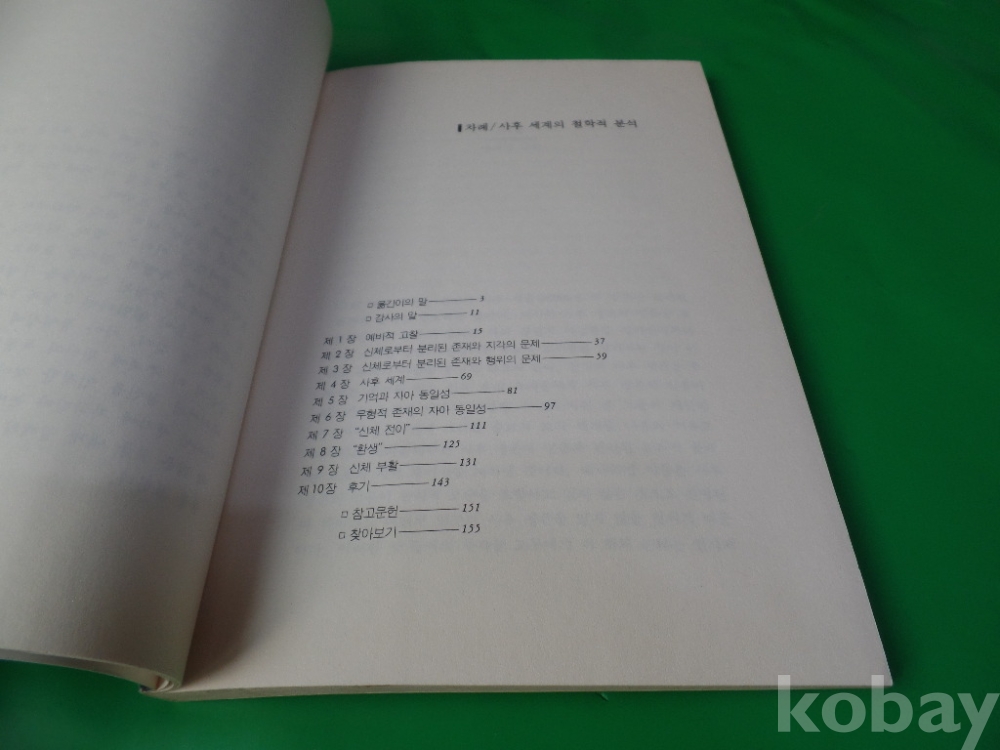 차례/사후 세계의 철학적 분석
□ 옮긴이의 말 3
□ 감사의 말 11
제 1 장 예비적 고찰 15
제 2 장 신체로부터 분리된 존재와 지각의 문제 37
제 3 장 신체로부터 분리된 존재와 행위의 문제 59
제 4 장 사후 세계 69
제 5 장 기억과 자아 동일성 81
제 6 장 무형적 존재의 자아 동일성 97
제 7 장 “신체 전이” 111
제 8 장 “환생” 125
제 9 장 신체 부활 131
제10장 후기 143
□ 참고문헌 151
□ 찾아보기 155
kobay